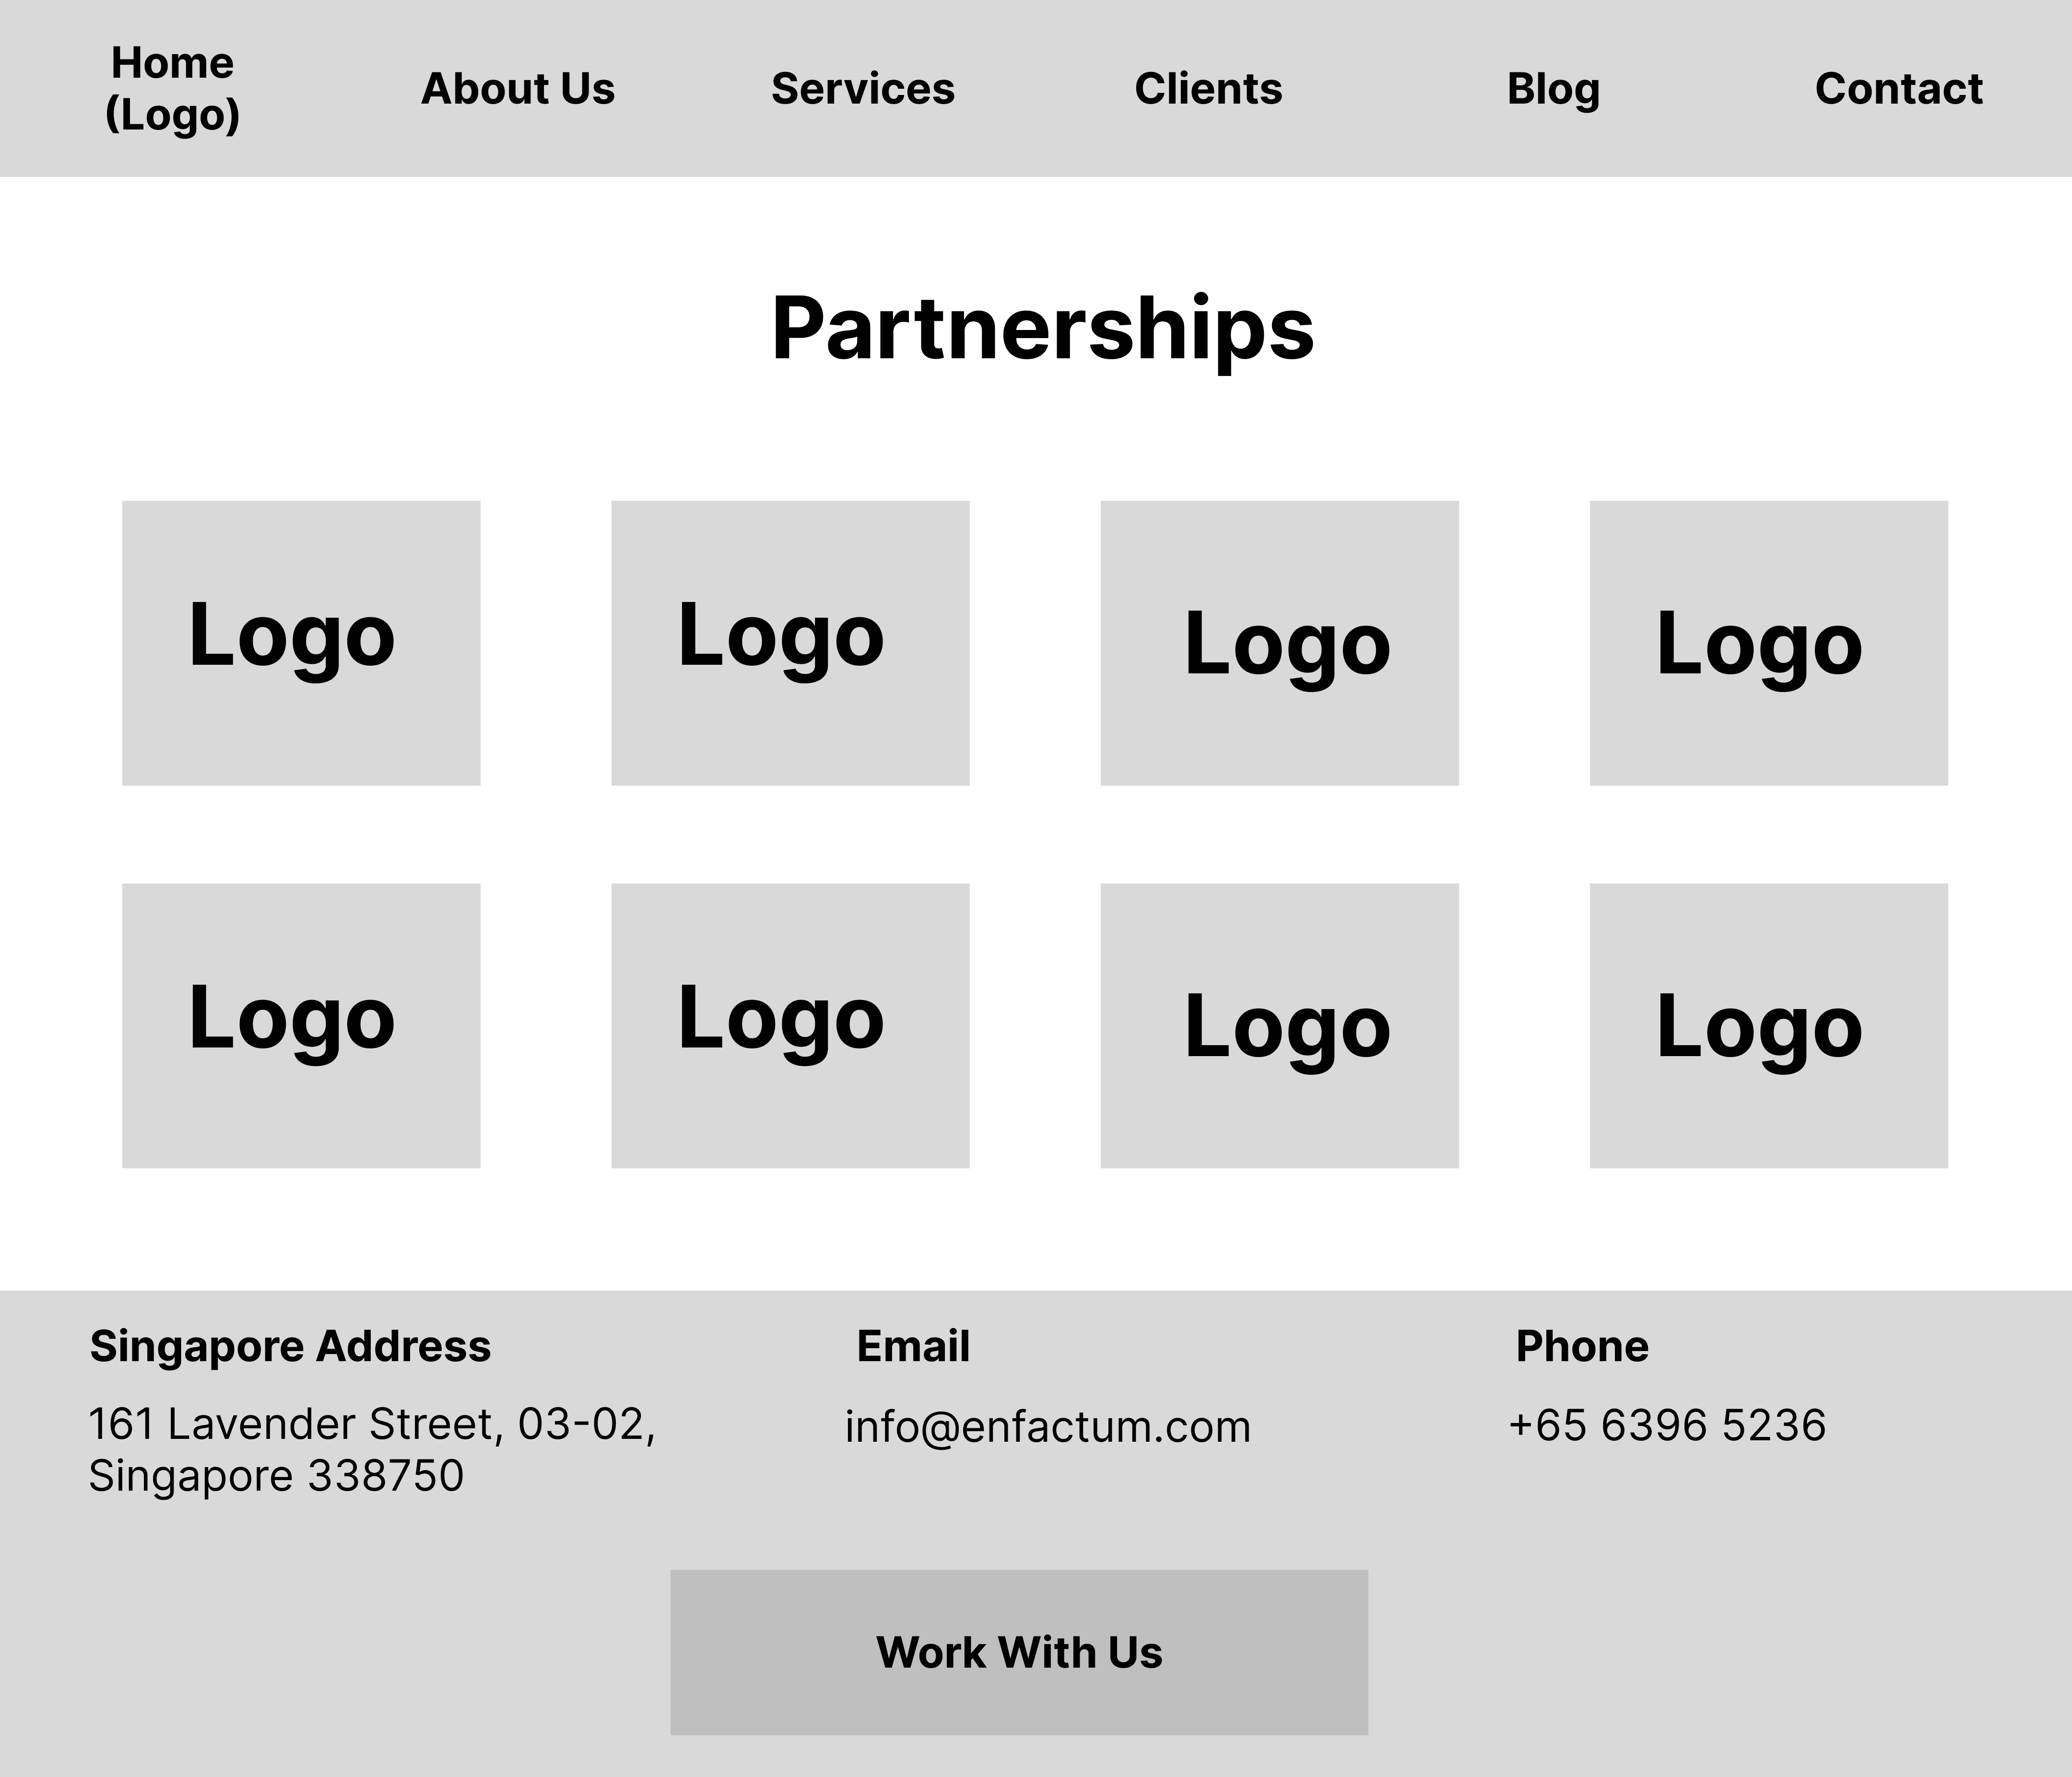 Home
(Logo)
About Us
Services
Clients
Blog
Contact
Partnerships
Logo
Logo
Logo
Logo
Logo
Logo
Logo
Logo
Singapore Address
161 Lavender Street, 03-02,
Singapore 338750
Email
info@enfactum.com
Phone
+65 6396 5236
Work With Us